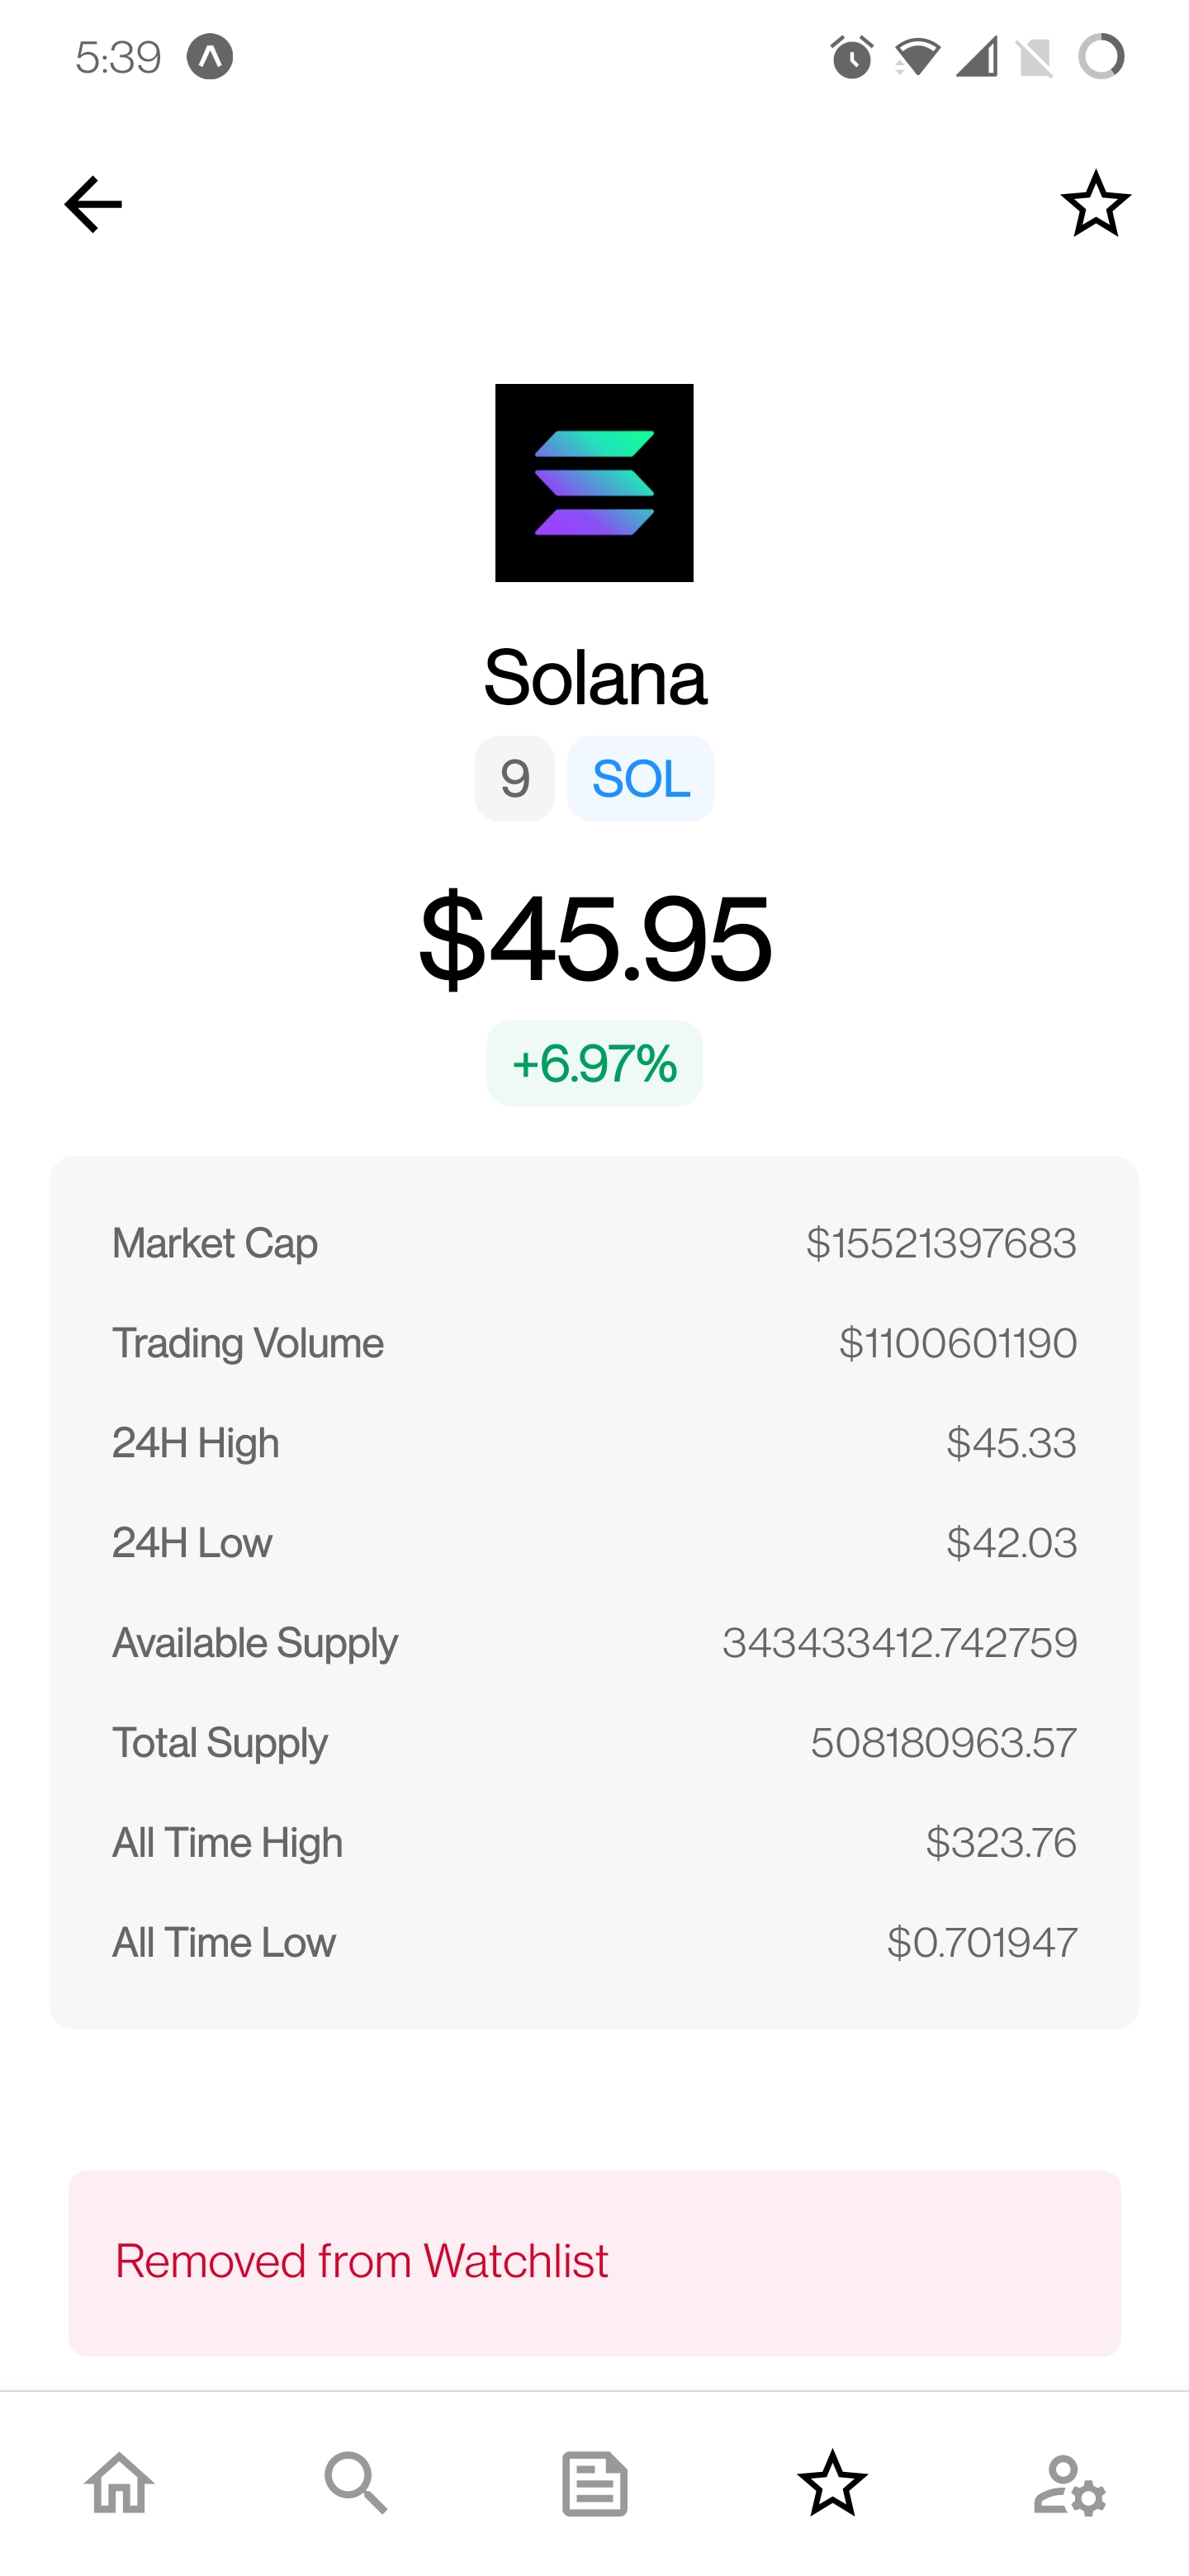 5:39
Solana
9 SOL
$45.95
+6.97%
Market Cap $15521397683
Trading Volume $1100601190
24H High $45.33
24H Low $42.03
Available Supply 343433412.742759
Total Supply 508180963.57
All Time High $323.76
All Time Low $0.701947
Removed from Watchlist